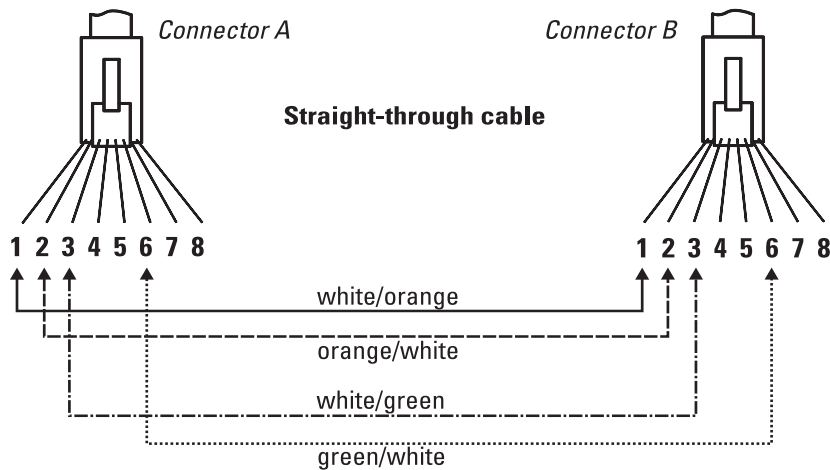 Connector A
Connector B
Straight-through cable
1 2 3 4 5 6 7 8
1 2 3 4 5 6 7 8
white/orange
orange/white
white/green
green/white